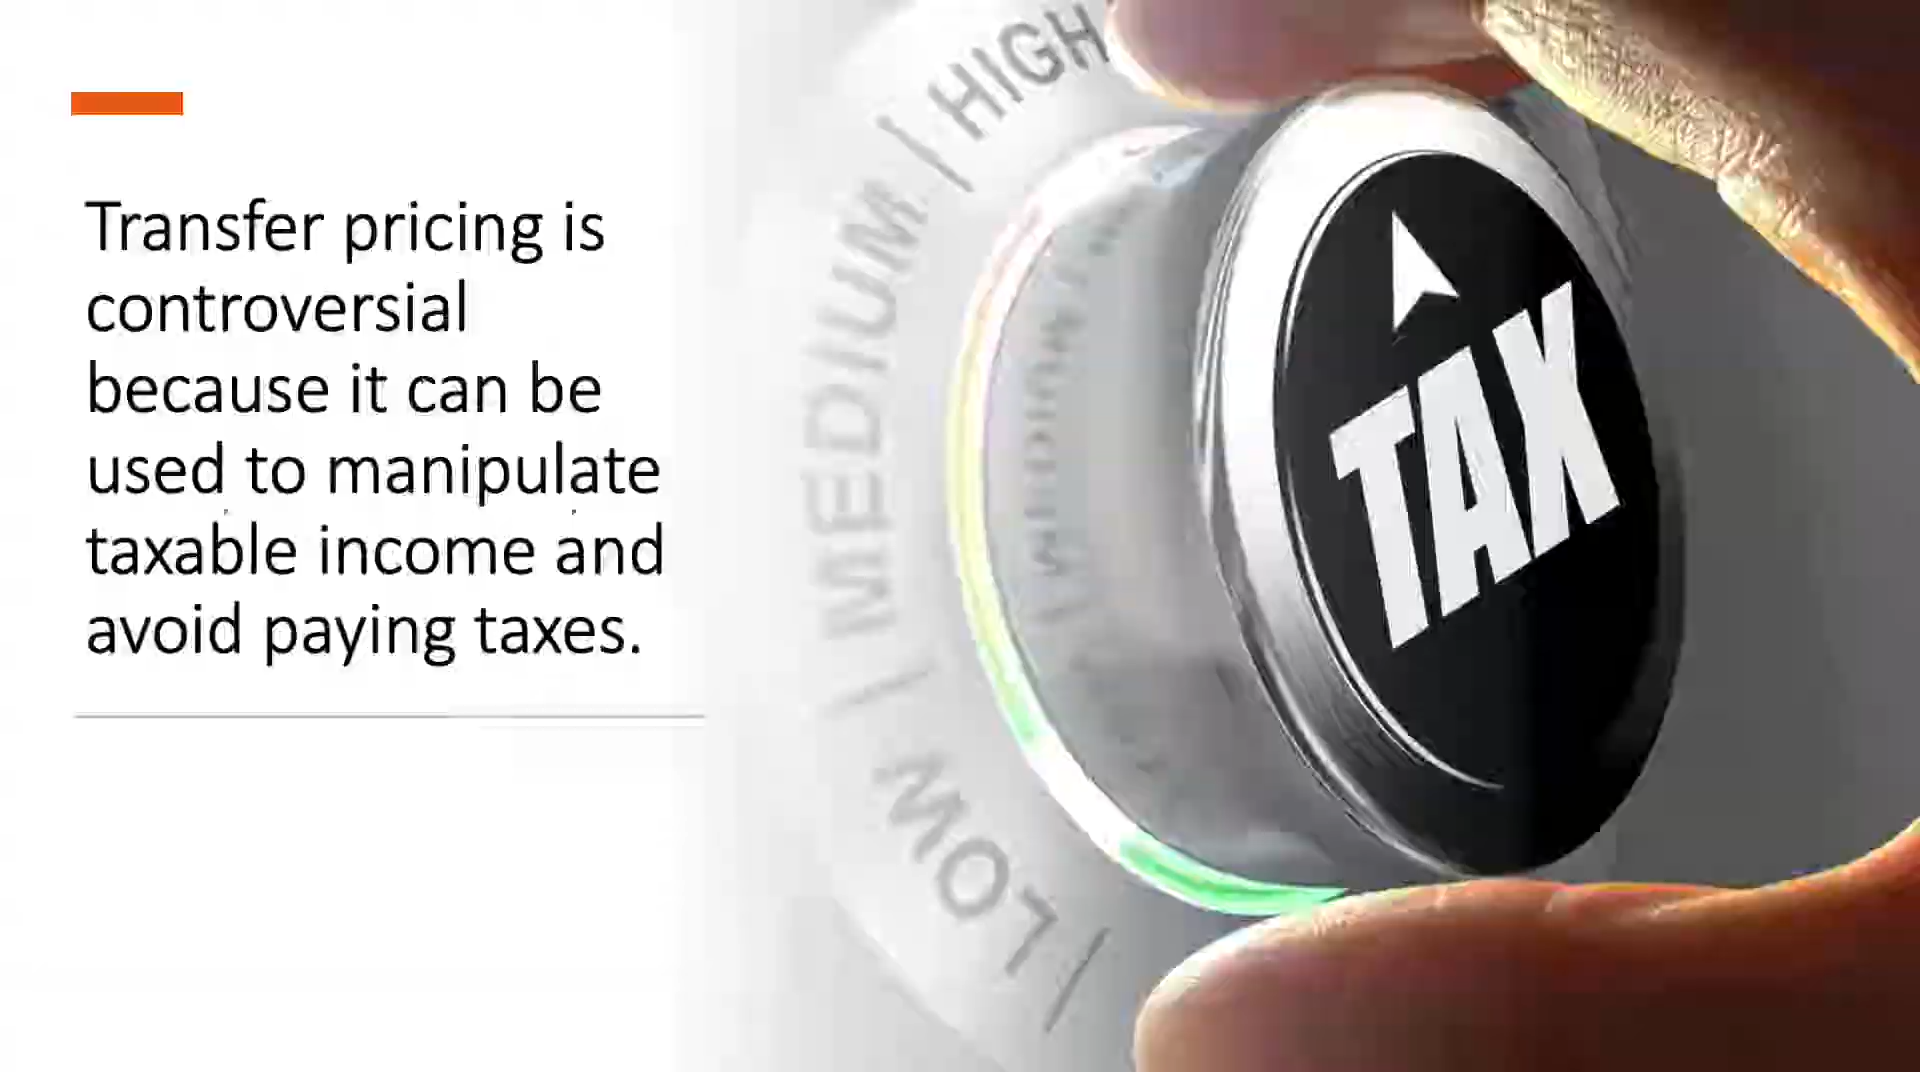 Transfer pricing is
controversial
because it can be
used to manipulate
taxable income and
avoid paying taxes.
HIGH
MEDIUM
LOW
TAX